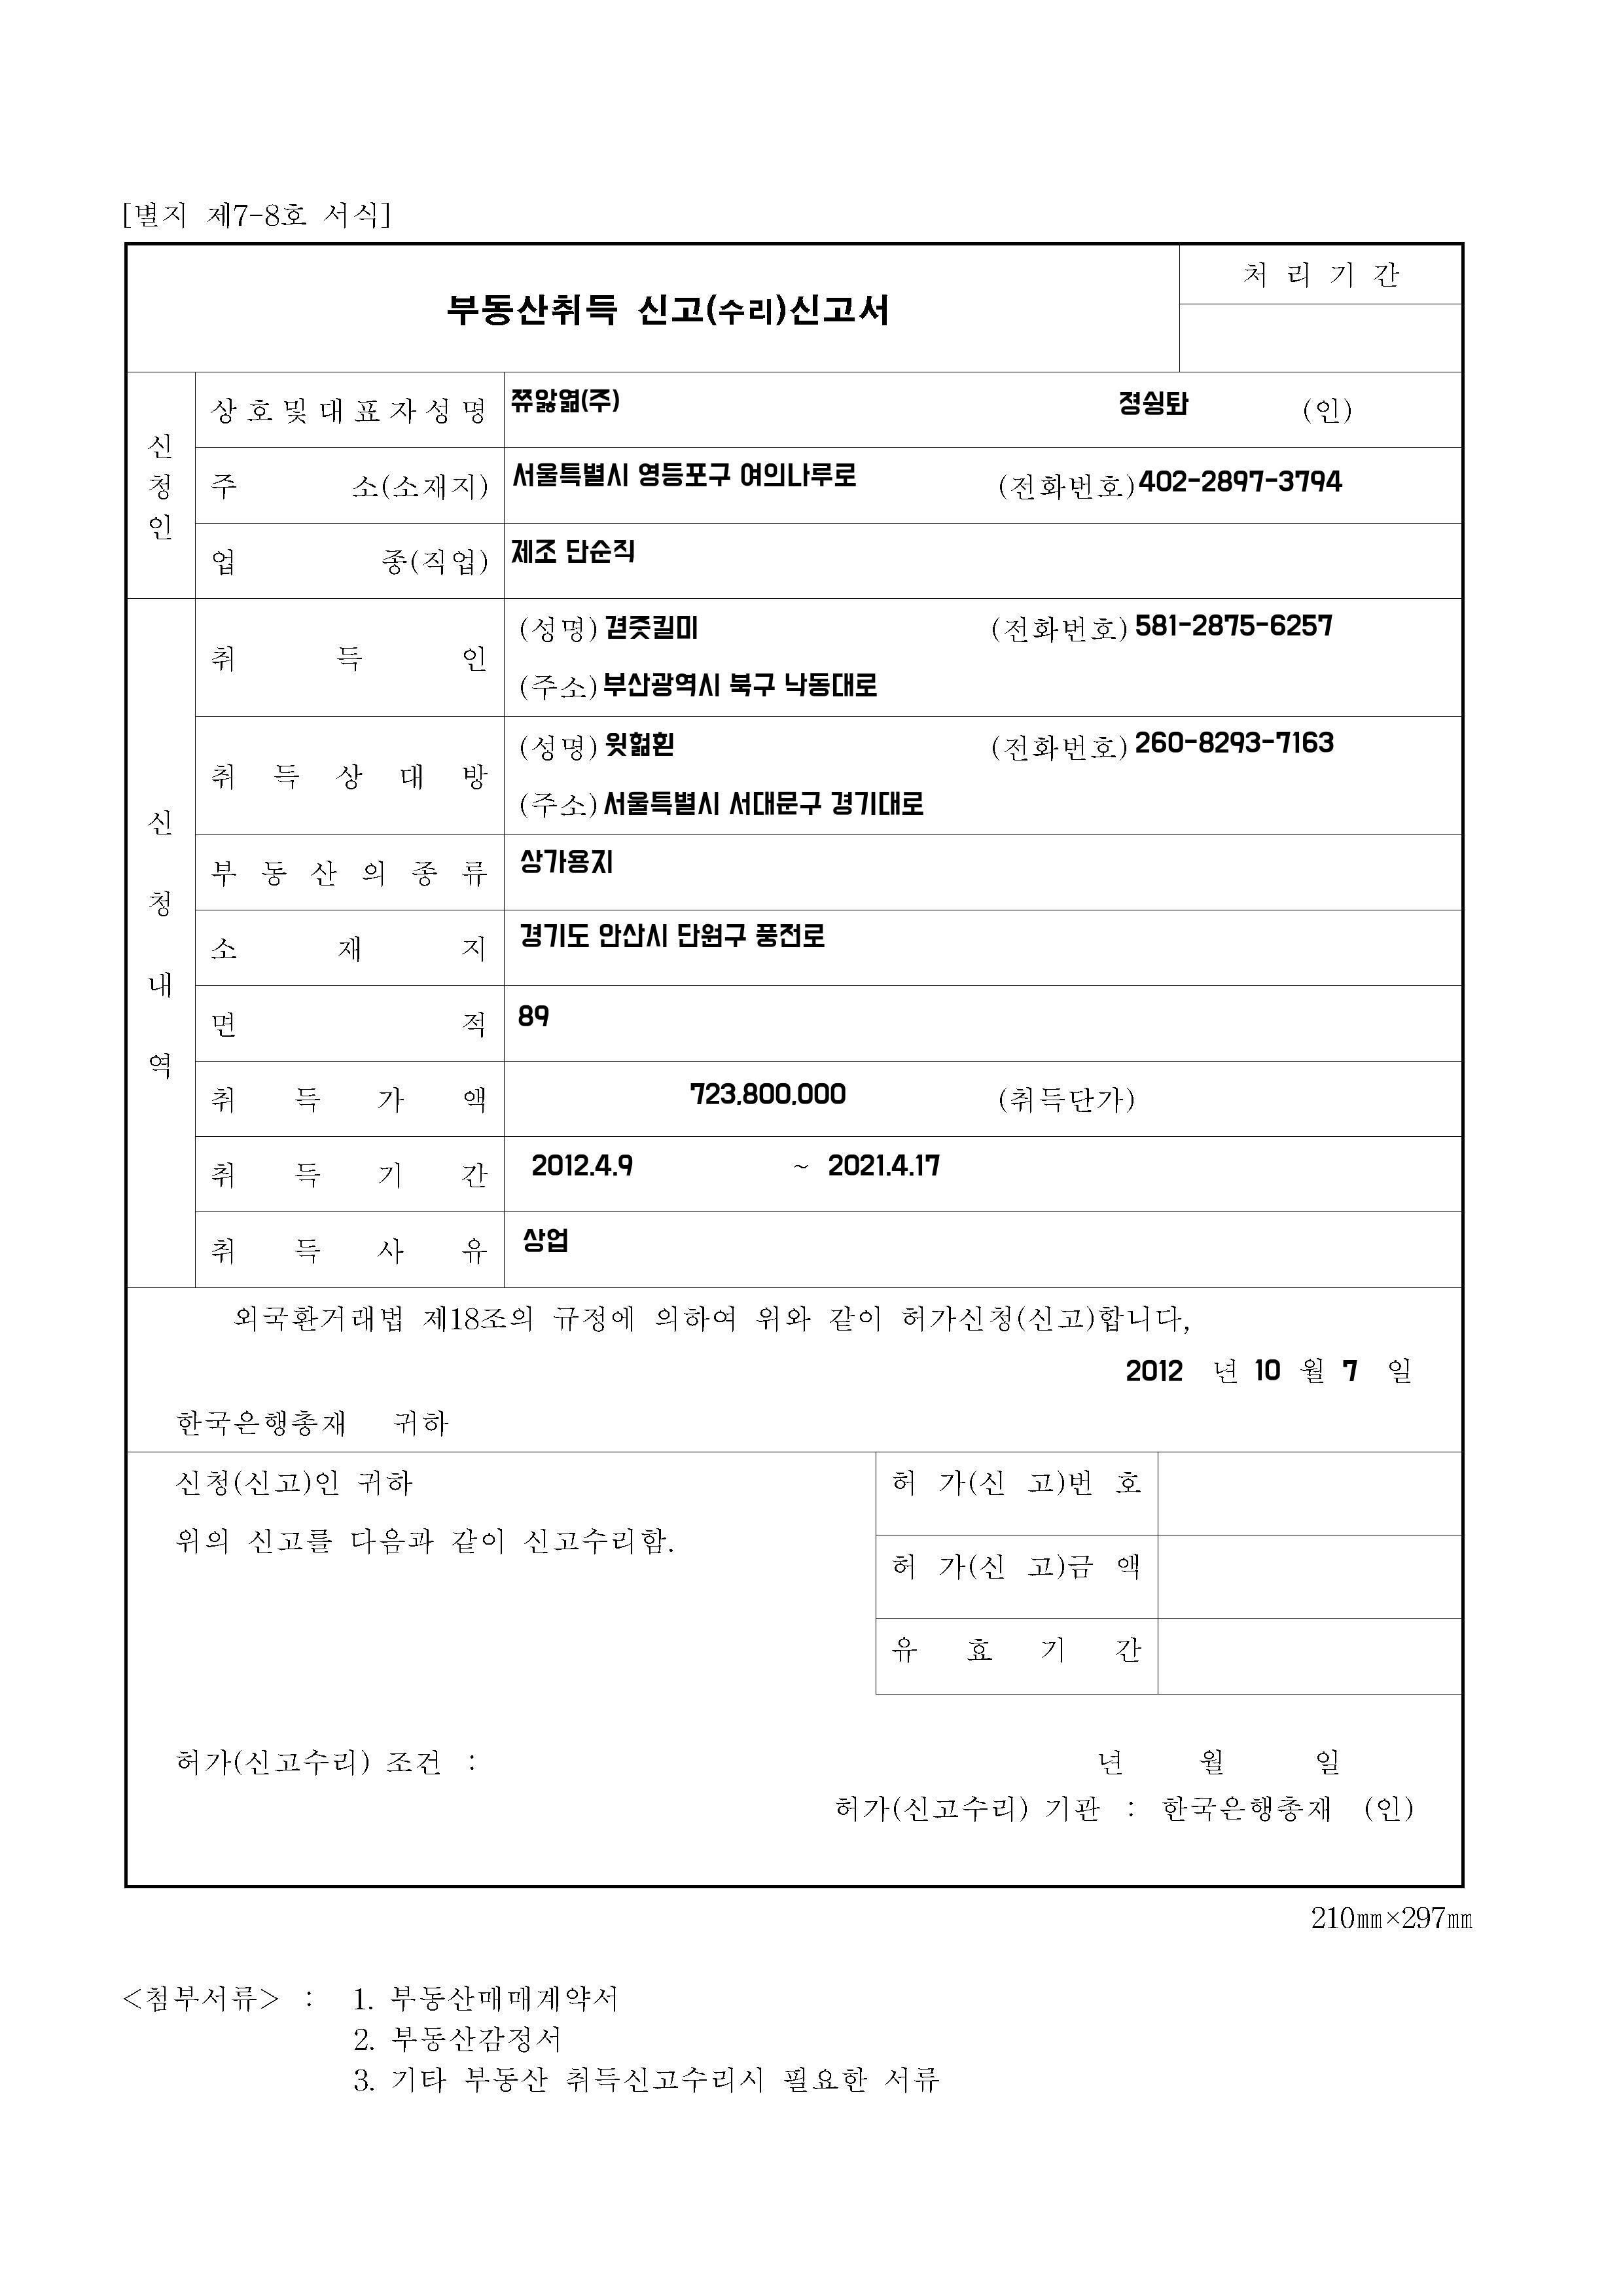 [별지 제7-8호 서식]
부동산취득 신고(수리)신고서
처 리 기 간
신청인
상호및대표자성명 쮸앓엶(주) (인)
주 소(소재지) 서울특별시 영등포구 여의나루로 (전화번호) 402-2897-3794
업 종(직업) 제조 단순직
신청내역
취 득 인
(성명) (전화번호) 581-2875-6257
(주소) 부산광역시 북구 낙동대로
취 득 상 대 방
(성명) (전화번호) 260-8293-7163
(주소) 서울특별시 서대문구 경기대로
부 동 산 의 종 류 상가용지
소 재 지 경기도 안산시 단원구 풍전로
면 적 89
취 득 가 액 723,800,000 (취득단가)
취 득 기 간 2012.4.9 ~ 2021.4.17
취 득 사 유 상업
외국환거래법 제18조의 규정에 의하여 위와 같이 허가신청(신고)합니다,
2012 년 10 월 7 일
한국은행총재 귀하
신청(신고)인 귀하
위의 신고를 다음과 같이 신고수리함.
허 가(신 고)번 호
허 가(신 고)금 액
유 효 기 간
허가(신고수리) 조건 : 년 월 일
허가(신고수리) 기관 : 한국은행총재 (인)
210㎜×297㎜
<첨부서류> : 1. 부동산매매계약서
2. 부동산감정서
3. 기타 부동산 취득신고수리시 필요한 서류